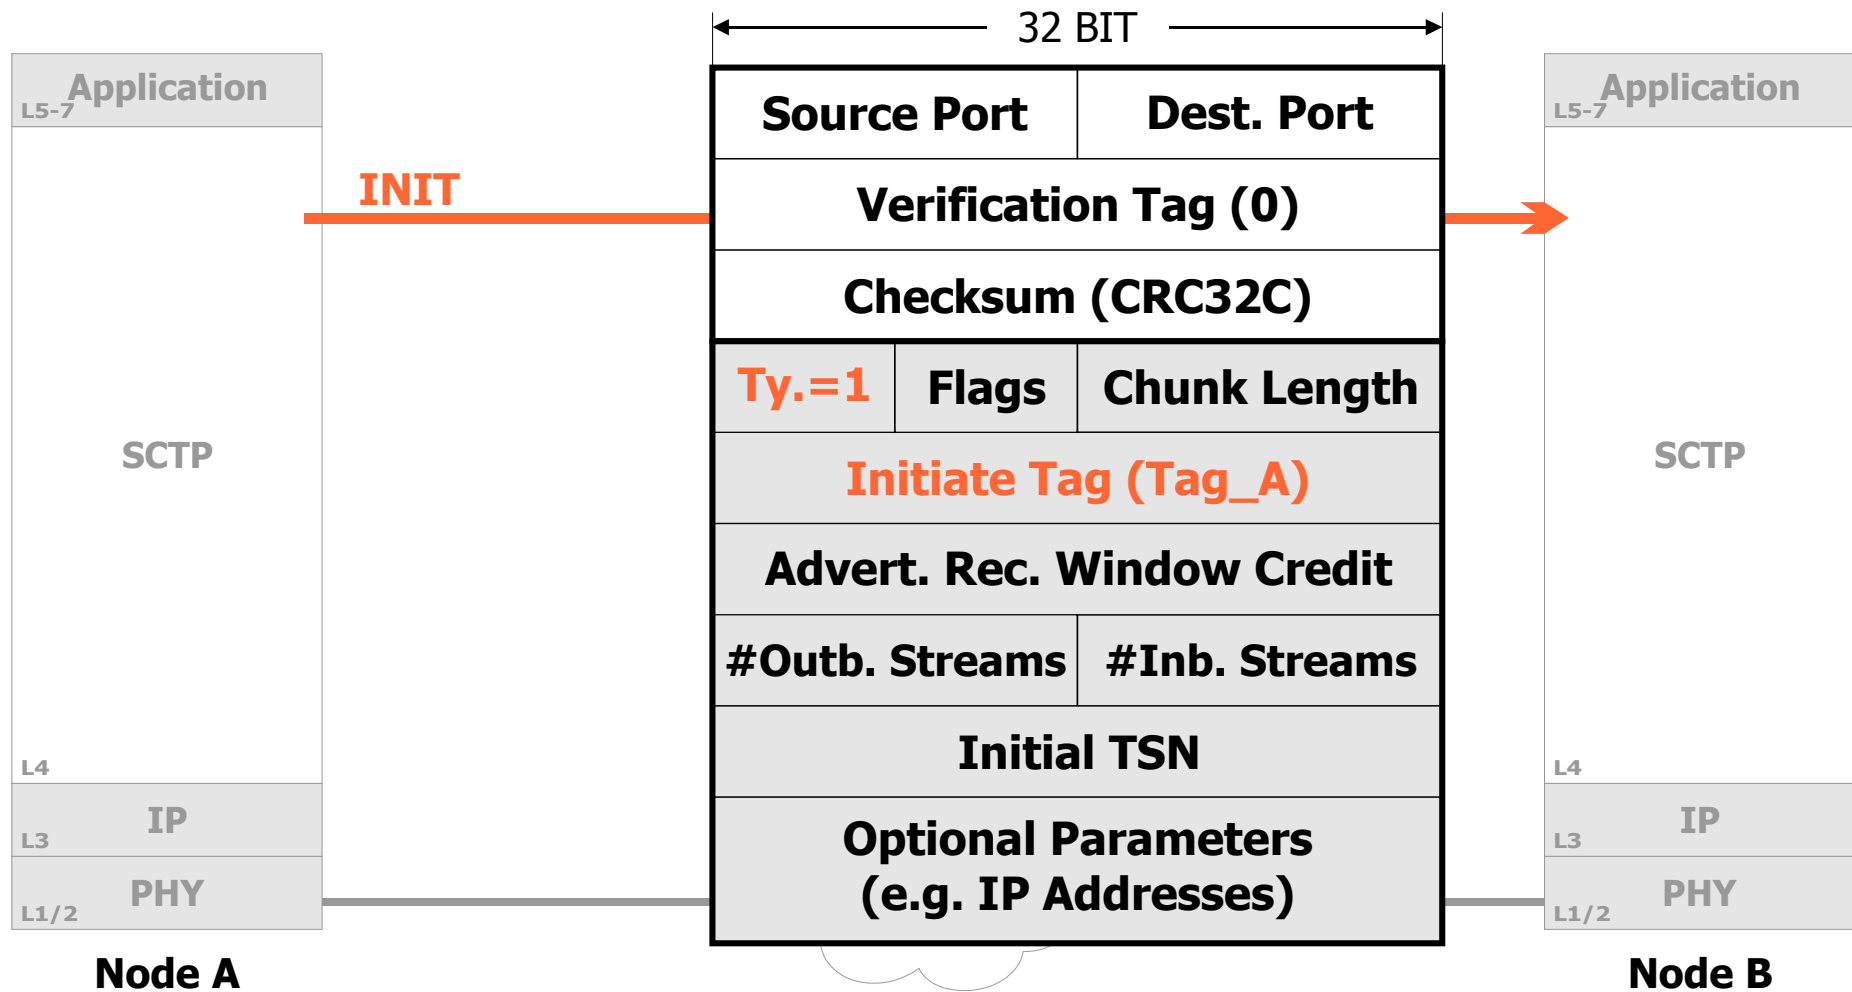 32 BIT
Application
L5-7
Source Port
Dest. Port
Application
L5-7
INIT
Verification Tag (0)
Checksum (CRC32C)
Ty.=1
Flags
Chunk Length
SCTP
Initiate Tag (Tag_A)
SCTP
Advert. Rec. Window Credit
#Outb. Streams
#Inb. Streams
Initial TSN
L4
L4
IP
L3
Optional Parameters
(e.g. IP Addresses)
IP
L3
PHY
L1/2
PHY
L1/2
Node A
Node B